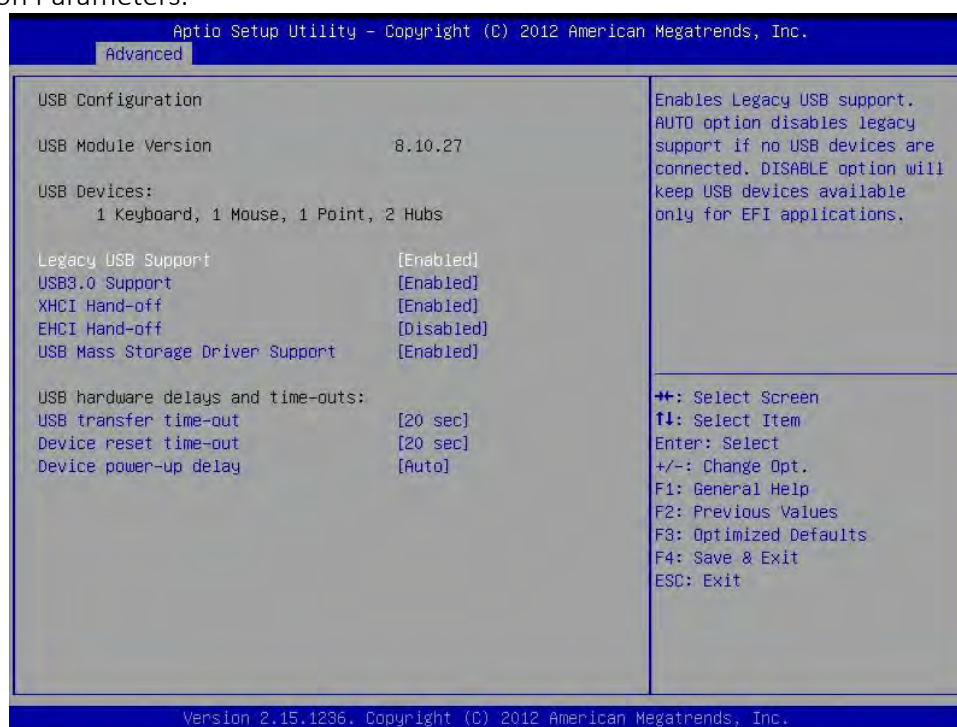 on Parameters.
Aptio Setup Utility – Copyright (C) 2012 American Megatrends, Inc.
Advanced
USB Configuration
USB Module Version 8.10.27
USB Devices:
1 Keyboard, 1 Mouse, 1 Point, 2 Hubs
Legacy USB Support [Enabled]
USB3.0 Support [Enabled]
XHCI Hand-off [Enabled]
EHCI Hand-off [Disabled]
USB Mass Storage Driver Support [Enabled]
USB hardware delays and time-outs:
USB transfer time-out [20 sec]
Device reset time-out [20 sec]
Device power-up delay [Auto]
Enables Legacy USB support.
AUTO option disables legacy
support if no USB devices are
connected. DISABLE option will
keep USB devices available
only for EFI applications.
→←: Select Screen
↑↓: Select Item
Enter: Select
+/-: Change Opt.
F1: General Help
F2: Previous Values
F3: Optimized Defaults
F4: Save & Exit
ESC: Exit
Version 2.15.1236. Copyright (C) 2012 American Megatrends, Inc.